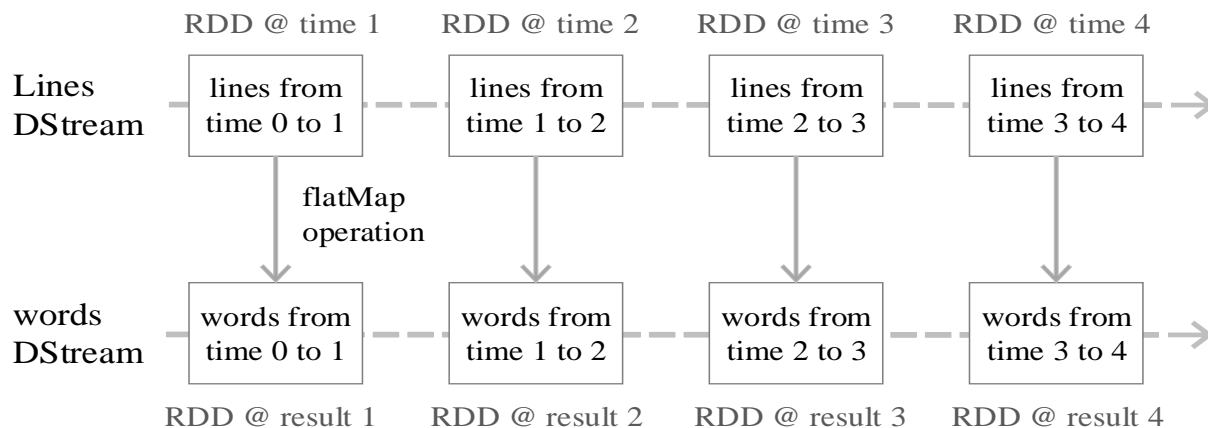 RDD @ time 1
RDD @ time 2
RDD @ time 3
RDD @ time 4
Lines
DStream
lines from
time 0 to 1
lines from
time 1 to 2
lines from
time 2 to 3
lines from
time 3 to 4
flatMap
operation
words
DStream
words from
time 0 to 1
words from
time 1 to 2
words from
time 2 to 3
words from
time 3 to 4
RDD @ result 1
RDD @ result 2
RDD @ result 3
RDD @ result 4